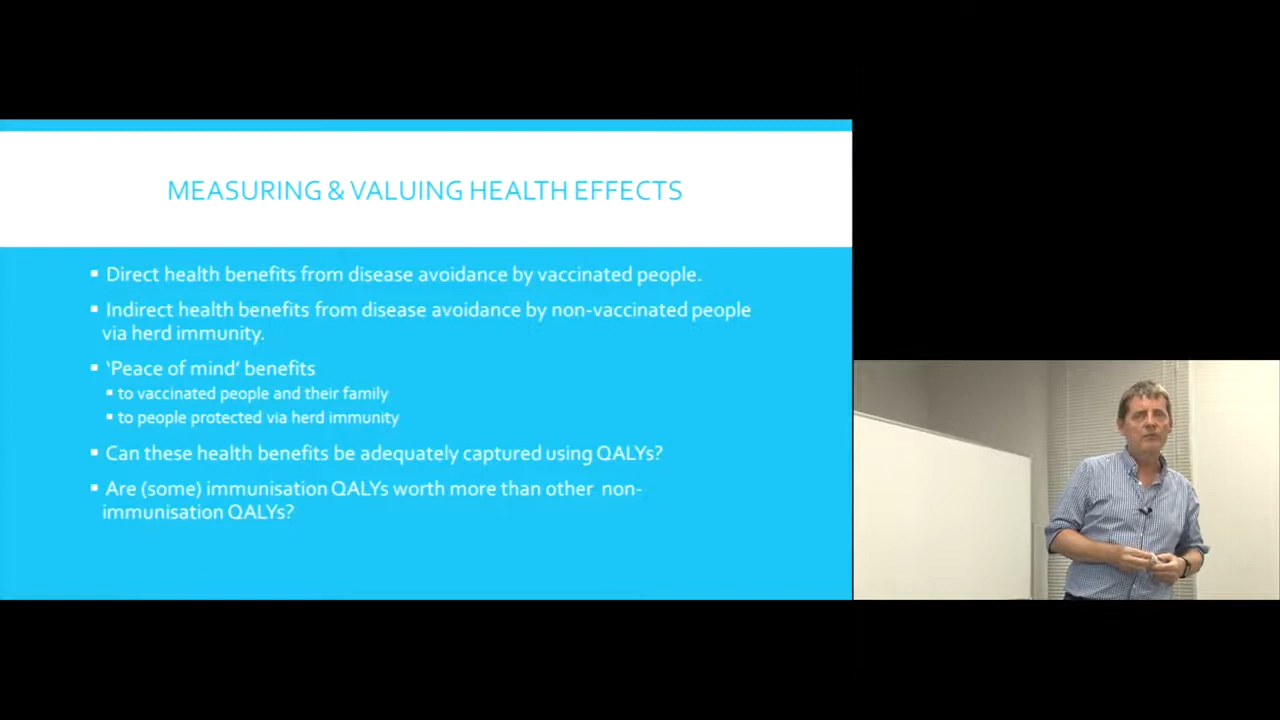 MEASURING & VALUING HEALTH EFFECTS
▪ Direct health benefits from disease avoidance by vaccinated people.
▪ Indirect health benefits from disease avoidance by non-vaccinated people
via herd immunity.
▪ ‘Peace of mind’ benefits
▪ to vaccinated people and their family
▪ to people protected via herd immunity
▪ Can these health benefits be adequately captured using QALYs?
▪ Are (some) immunisation QALYs worth more than other non-
immunisation QALYs?